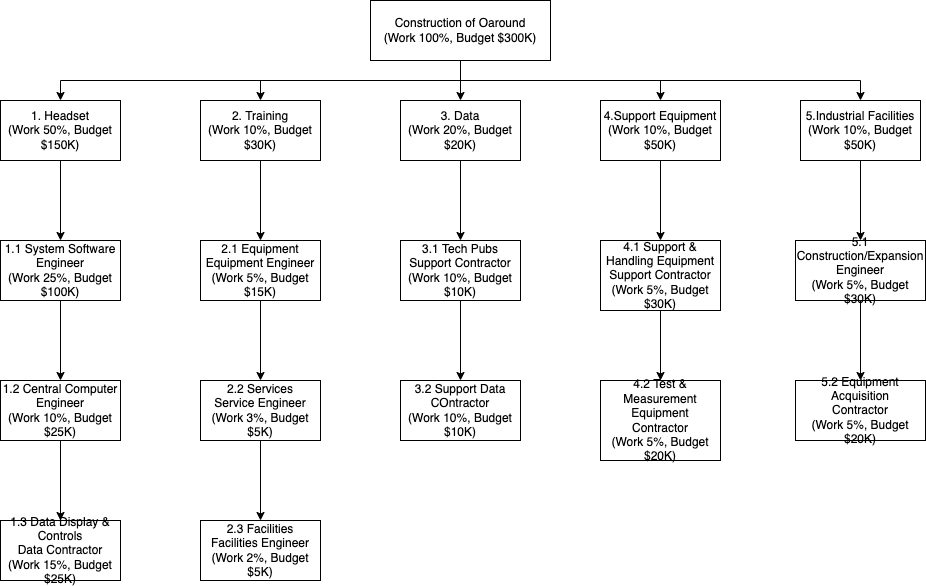 Construction of Oaround
(Work 100%, Budget $300K)
1. Headset
(Work 50%, Budget
$150K)
2. Training
(Work 10%, Budget
$30K)
3. Data
(Work 20%, Budget
$20K)
4.Support Equipment
(Work 10%, Budget
$50K)
5.Industrial Facilities
(Work 10%, Budget
$50K)
1.1 System Software
Engineer
(Work 25%, Budget
$100K)
2.1 Equipment
Equipment Engineer
(Work 5%, Budget
$15K)
3.1 Tech Pubs
Support Contractor
(Work 10%, Budget
$10K)
4.1 Support &
Handling Equipment
Support Contractor
(Work 5%, Budget
$30K)
5.1
Construction/Expansion
Engineer
(Work 5%, Budget
$30K)
1.2 Central Computer
Engineer
(Work 10%, Budget
$25K)
2.2 Services
Service Engineer
(Work 3%, Budget
$5K)
3.2 Support Data
COntractor
(Work 10%, Budget
$10K)
4.2 Test &
Measurement
Equipment
Contractor
(Work 5%, Budget
$20K)
5.2 Equipment
Acquisition
Contractor
(Work 5%, Budget
$20K)
1.3 Data Display &
Controls
Data Contractor
(Work 15%, Budget
$25K)
2.3 Facilities
Facilities Engineer
(Work 2%, Budget
$5K)